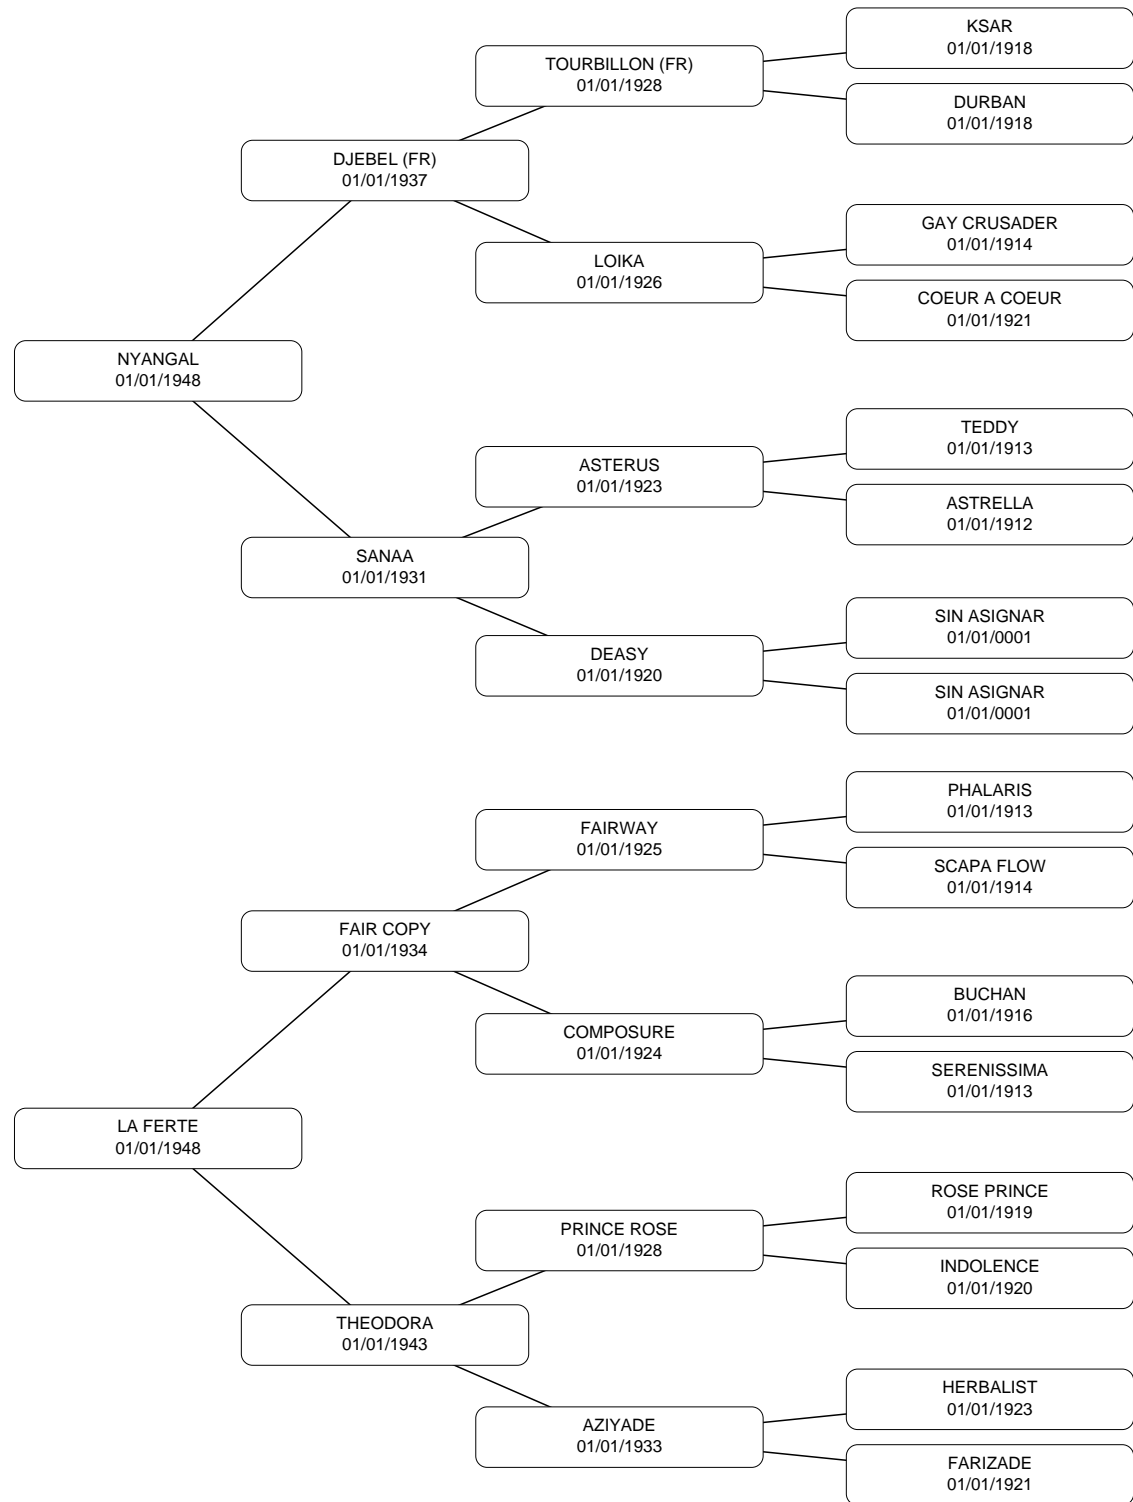 KSAR
01/01/1918
TOURBILLON (FR)
01/01/1928
DURBAN
01/01/1918
DJEBEL (FR)
01/01/1937
GAY CRUSADER
01/01/1914
LOIKA
01/01/1926
COEUR A COEUR
01/01/1921
NYANGAL
01/01/1948
TEDDY
01/01/1913
ASTERUS
01/01/1923
ASTRELLA
01/01/1912
SANAA
01/01/1931
SIN ASIGNAR
01/01/0001
DEASY
01/01/1920
SIN ASIGNAR
01/01/0001
PHALARIS
01/01/1913
FAIRWAY
01/01/1925
SCAPA FLOW
01/01/1914
FAIR COPY
01/01/1934
BUCHAN
01/01/1916
COMPOSURE
01/01/1924
SERENISSIMA
01/01/1913
LA FERTE
01/01/1948
ROSE PRINCE
01/01/1919
PRINCE ROSE
01/01/1928
INDOLENCE
01/01/1920
THEODORA
01/01/1943
HERBALIST
01/01/1923
AZIYADE
01/01/1933
FARIZADE
01/01/1921